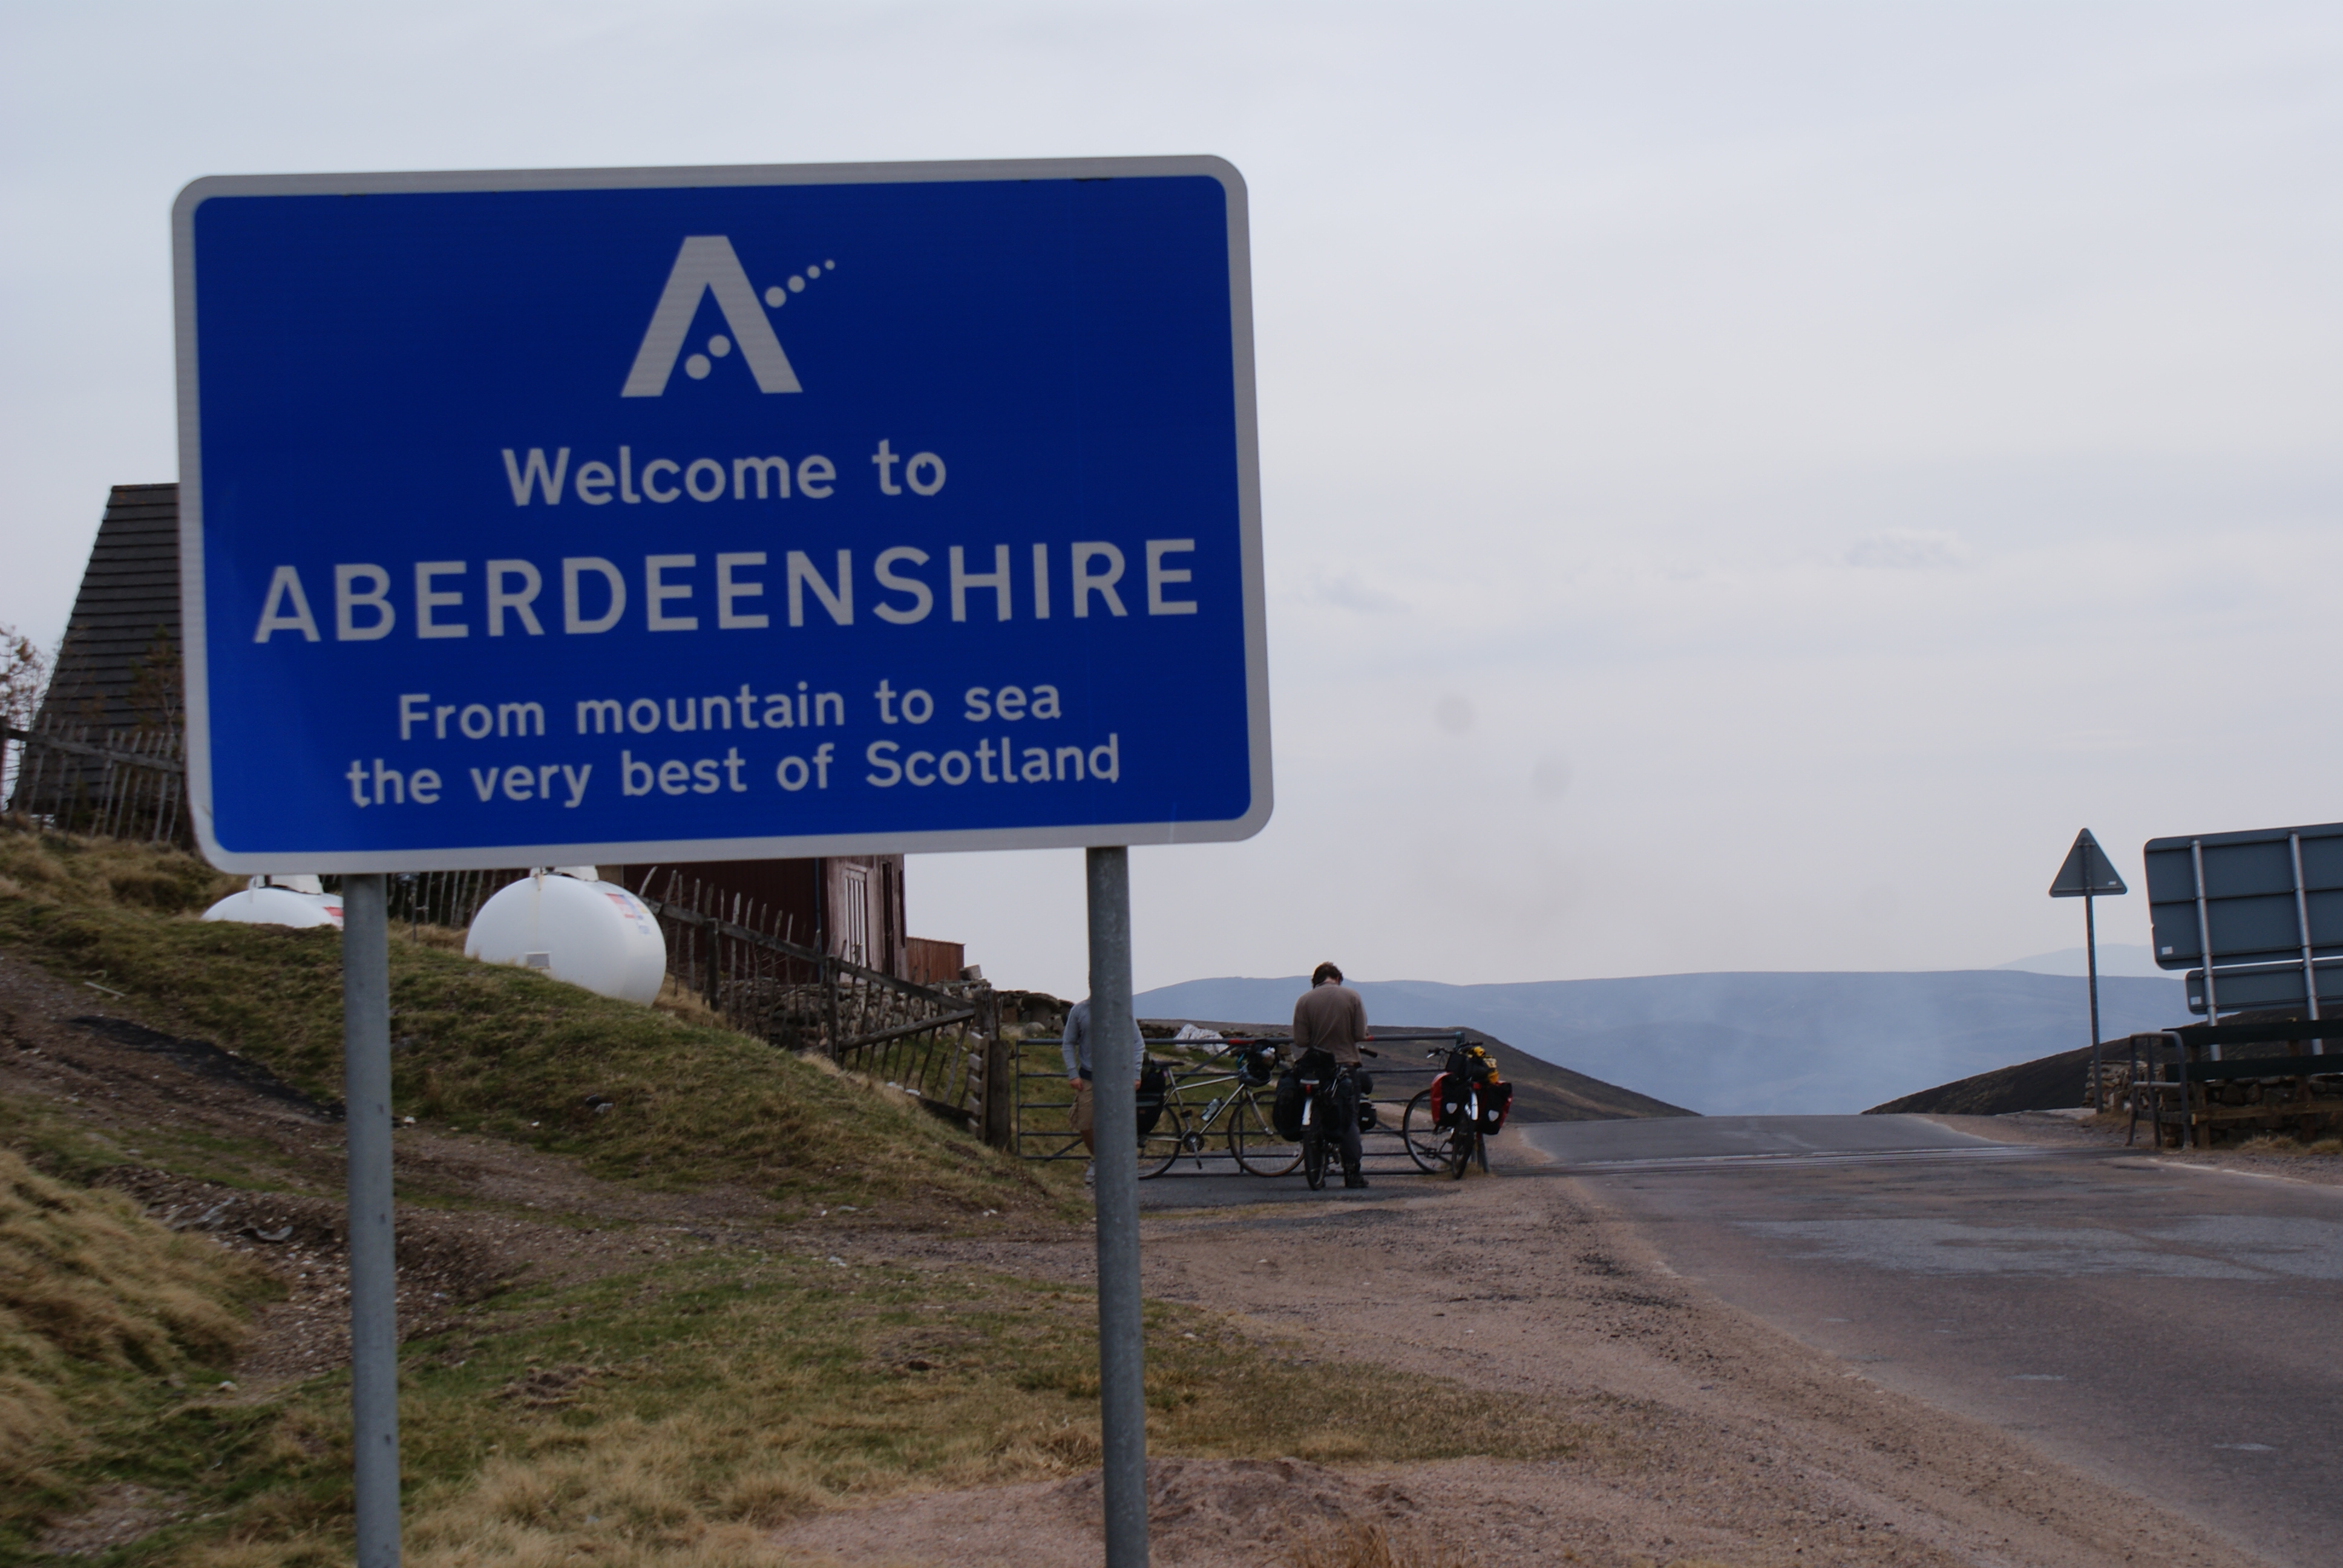 Welcome to
ABERDEENSHIRE
From mountain to sea
the very best of Scotland